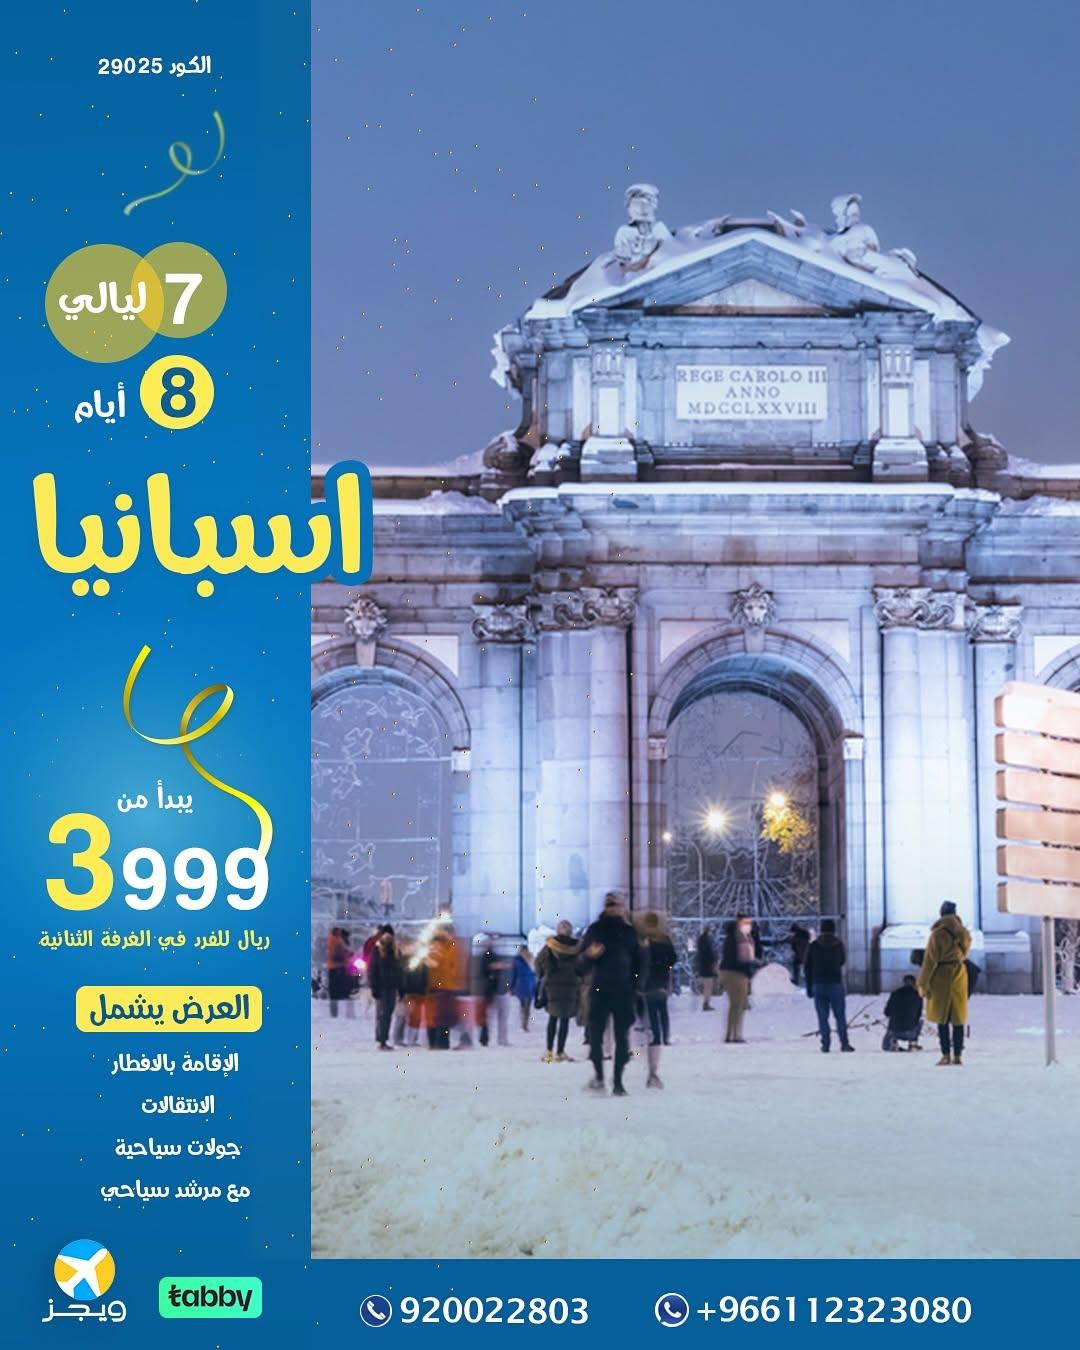 الكود 29025
7 ليالي
8 أيام
اسبانيا
يبدأ من
3999
ريال للفرد في الغرفة الثنائية
العرض يشمل
الإقامة بالافطار
الانتقالات
جولات سياحية
مع مرشد سياحي
ويجز
tabby
920022803
+966112323080
REGE CAROLO III
ANNO
MDCCLXXVIII